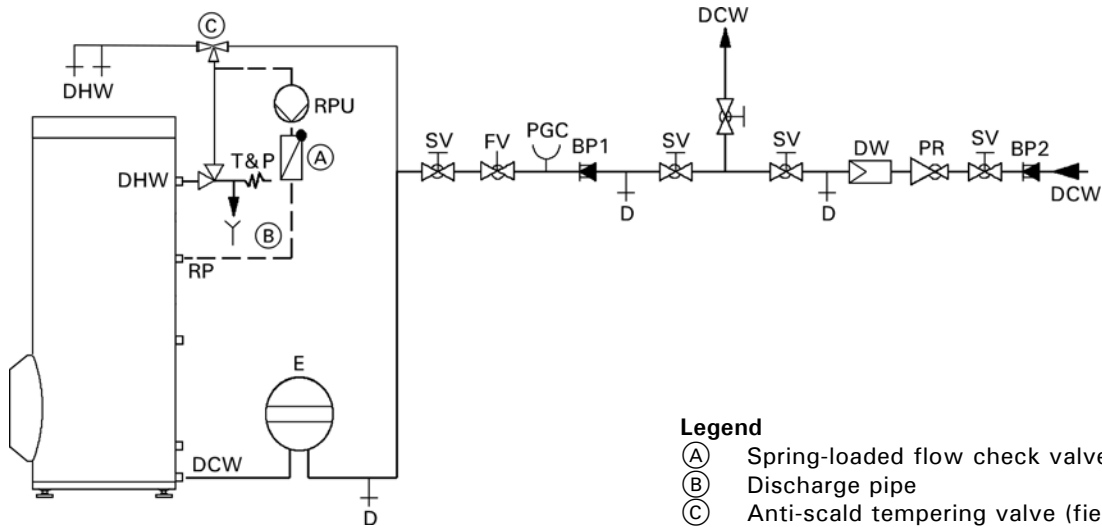 C
DCW
DHW
RPU
A
T&P
DHW
B
RP
SV
FV
PGC
BP1
SV
SV
DW
PR
SV
BP2
DCW
D
D
E
DCW
D
Legend
A Spring-loaded flow check valve
B Discharge pipe
C Anti-scald tempering valve (fie